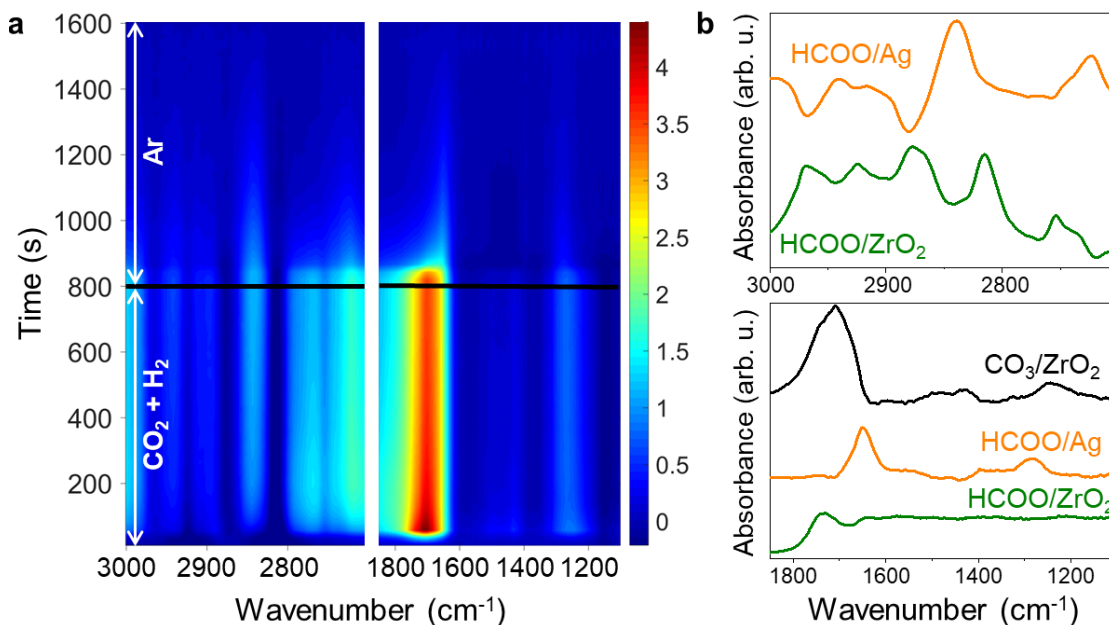 a
1600
1400
1200
1000
800
600
400
200
Time (s)
Ar
CO₂ + H₂
3000 2900 2800 1800 1600 1400 1200
Wavenumber (cm⁻¹)
4
3.5
3
2.5
2
1.5
1
0.5
0
b
Absorbance (arb. u.)
HCOO/Ag
HCOO/ZrO₂
3000 2900 2800
Absorbance (arb. u.)
CO₃/ZrO₂
HCOO/Ag
HCOO/ZrO₂
1800 1600 1400 1200
Wavenumber (cm⁻¹)